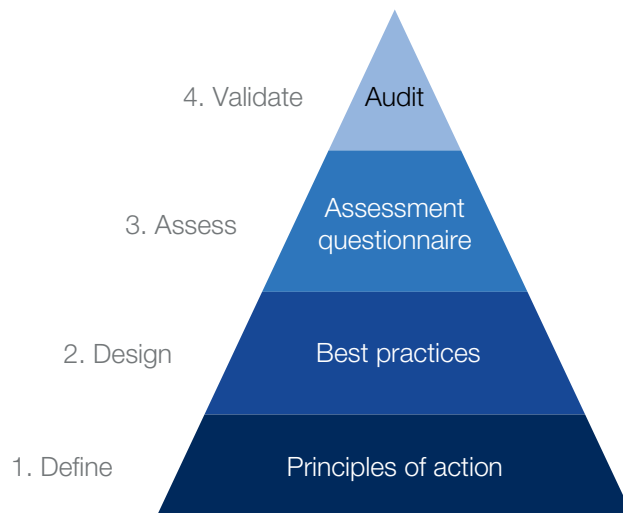 4. Validate
Audit
3. Assess
Assessment
questionnaire
2. Design
Best practices
1. Define
Principles of action